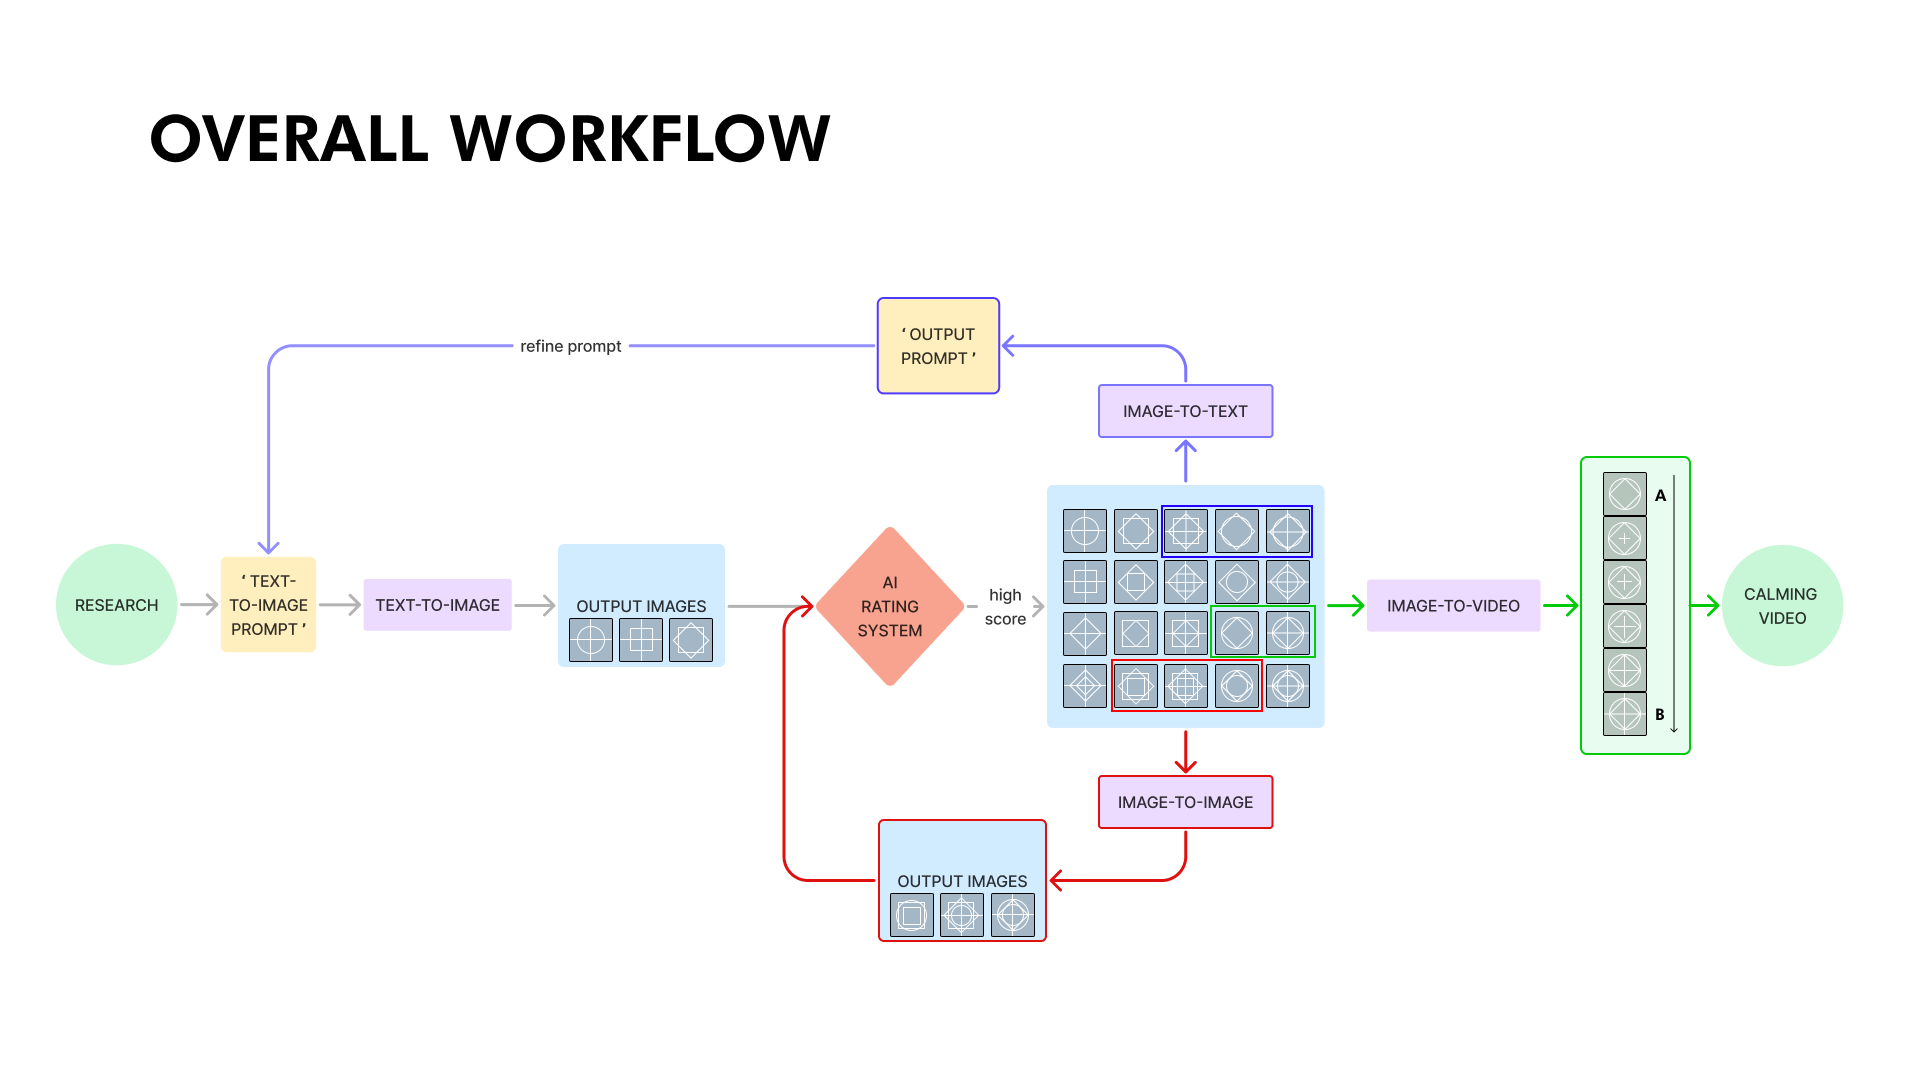 OVERALL WORKFLOW
‘ OUTPUT
PROMPT ’
refine prompt
IMAGE-TO-TEXT
RESEARCH
‘ TEXT-
TO-IMAGE
PROMPT ’
TEXT-TO-IMAGE
OUTPUT IMAGES
AI
RATING
SYSTEM
high
score
IMAGE-TO-VIDEO
A
B
CALMING
VIDEO
IMAGE-TO-IMAGE
OUTPUT IMAGES